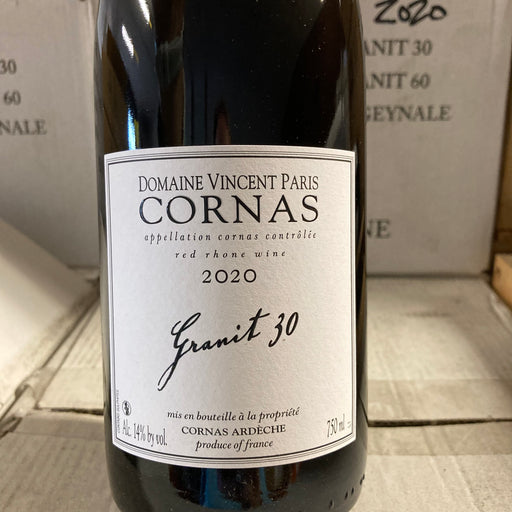 2020
30
60
NALE
ANIT 30
ANIT 60
GEYNALE
NE
DOMAINE VINCENT PARIS
CORNAS
appellation cornas contrôlée
red rhone wine
2020
Granit 30
mis en bouteille à la propriété
Alc. 14% by vol. CORNAS ARDÈCHE 750 ml
produce of france